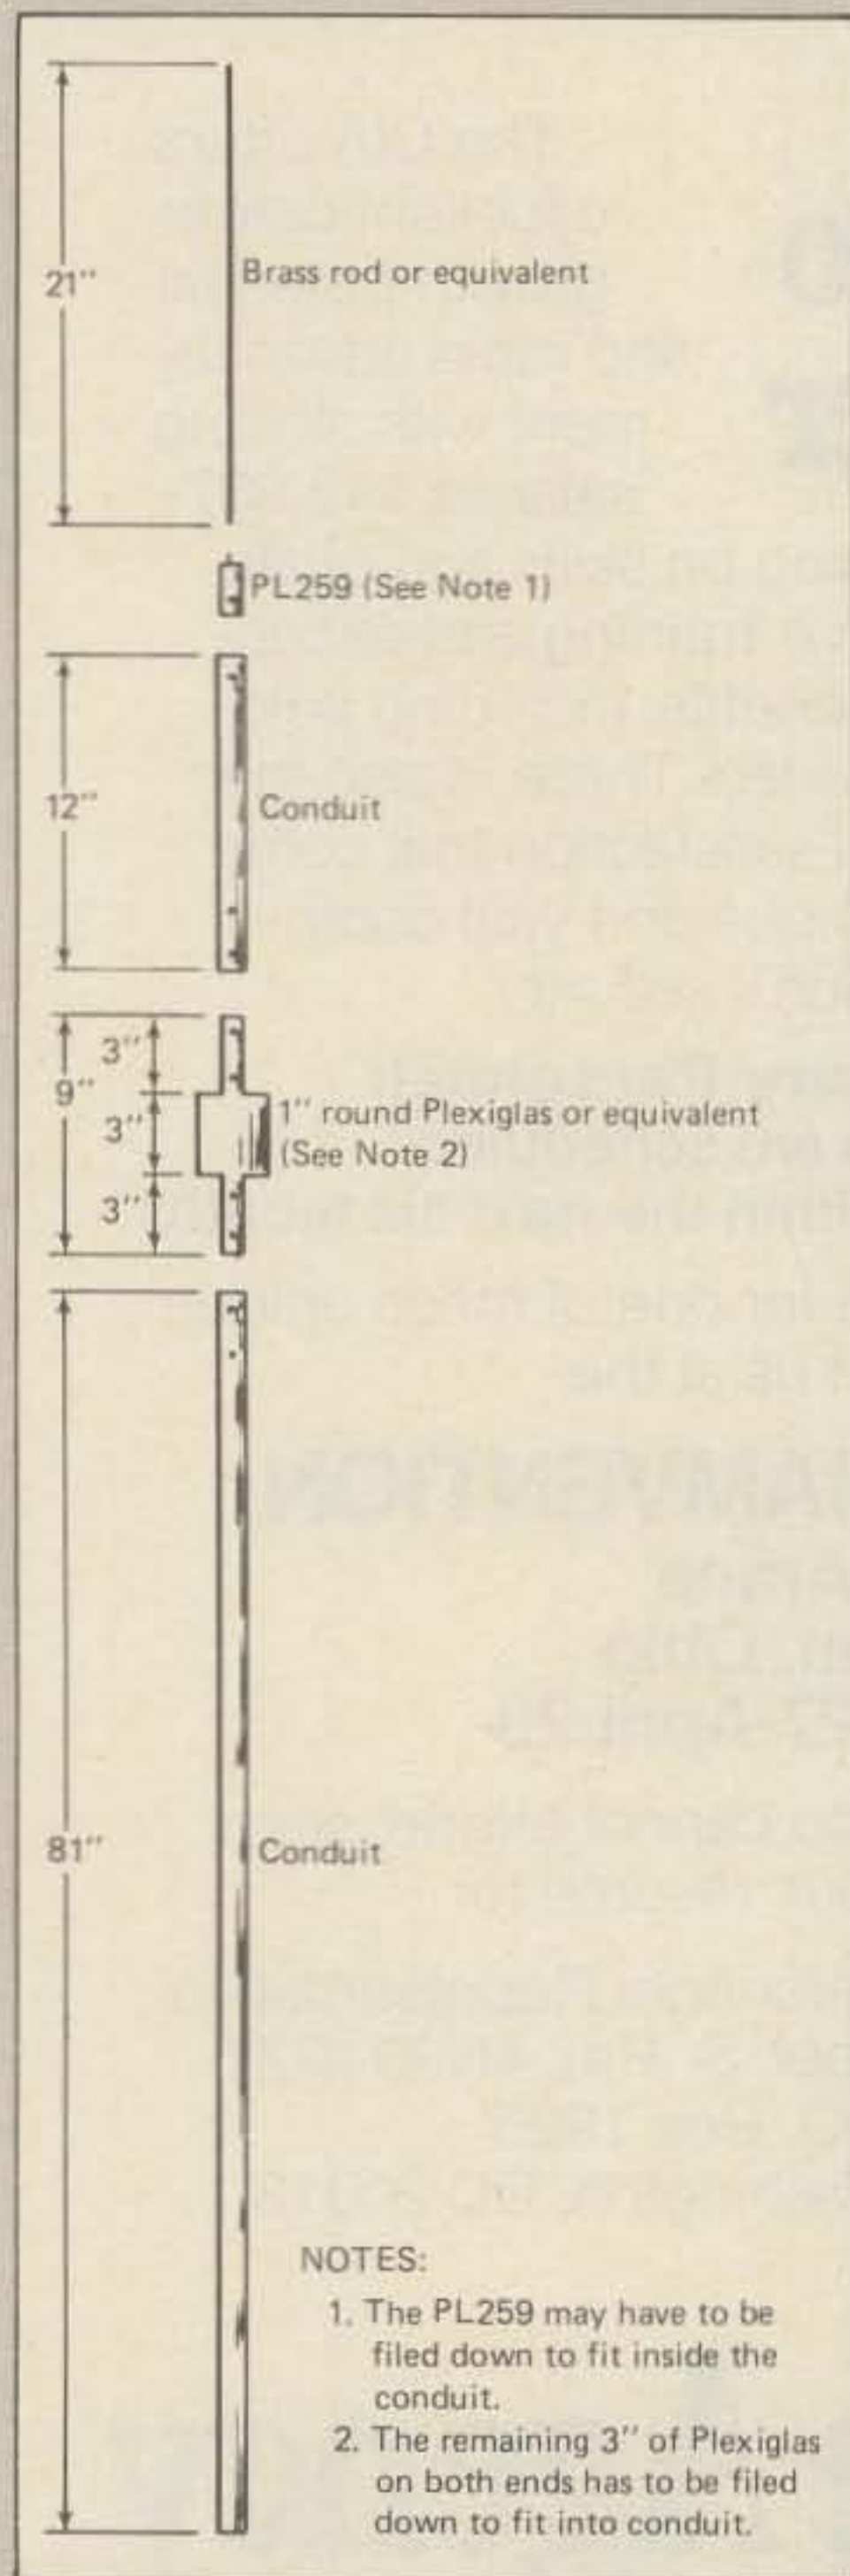 21"
Brass rod or equivalent
PL259 (See Note 1)
12"
Conduit
9"
3"
3"
3"
1" round Plexiglas or equivalent
(See Note 2)
81"
Conduit
NOTES:
1. The PL259 may have to be
filed down to fit inside the
conduit.
2. The remaining 3" of Plexiglas
on both ends has to be filed
down to fit into conduit.